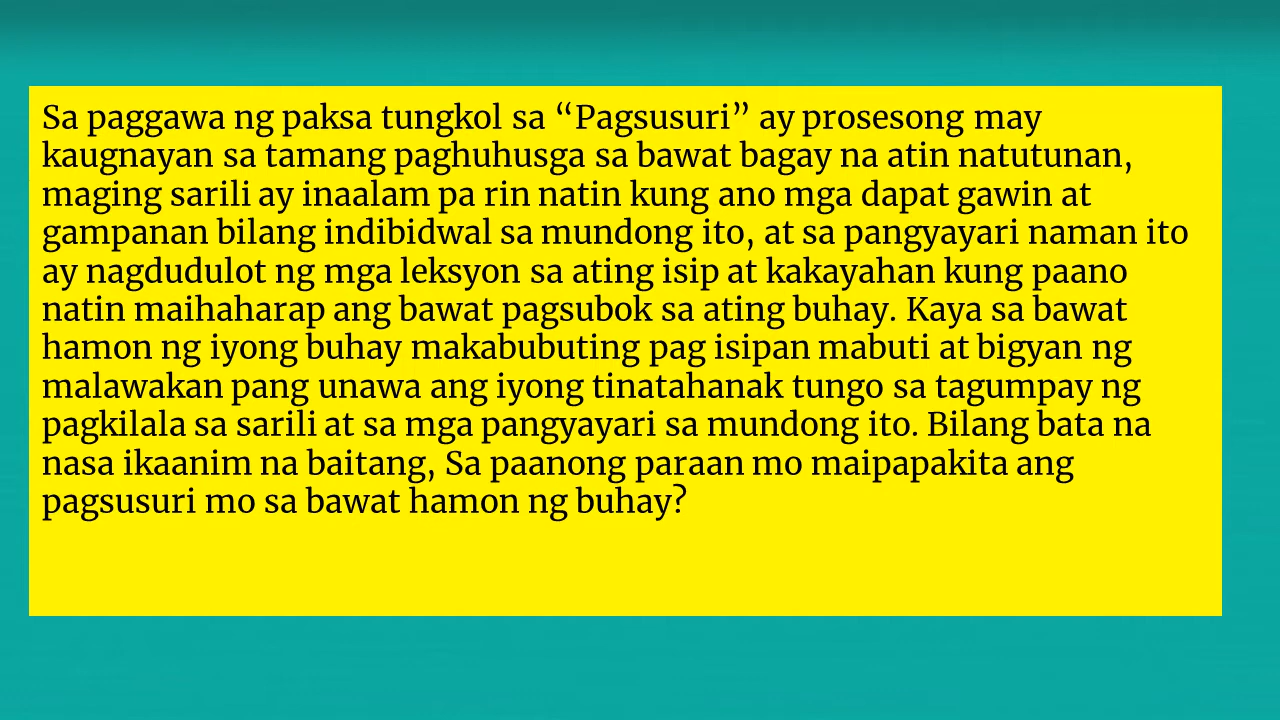 Sa paggawa ng paksa tungkol sa “Pagsusuri” ay prosesong may
kaugnayan sa tamang paghuhusga sa bawat bagay na atin natutunan,
maging sarili ay inaalam pa rin natin kung ano mga dapat gawin at
gampanan bilang indibidwal sa mundong ito, at sa pangyayari naman ito
ay nagdudulot ng mga leksyon sa ating isip at kakayahan kung paano
natin maihaharap ang bawat pagsubok sa ating buhay. Kaya sa bawat
hamon ng iyong buhay makabubuting pag isipan mabuti at bigyan ng
malawakan pang unawa ang iyong tinatahanak tungo sa tagumpay ng
pagkilala sa sarili at sa mga pangyayari sa mundong ito. Bilang bata na
nasa ikaanim na baitang, Sa paanong paraan mo maipapakita ang
pagsusuri mo sa bawat hamon ng buhay?